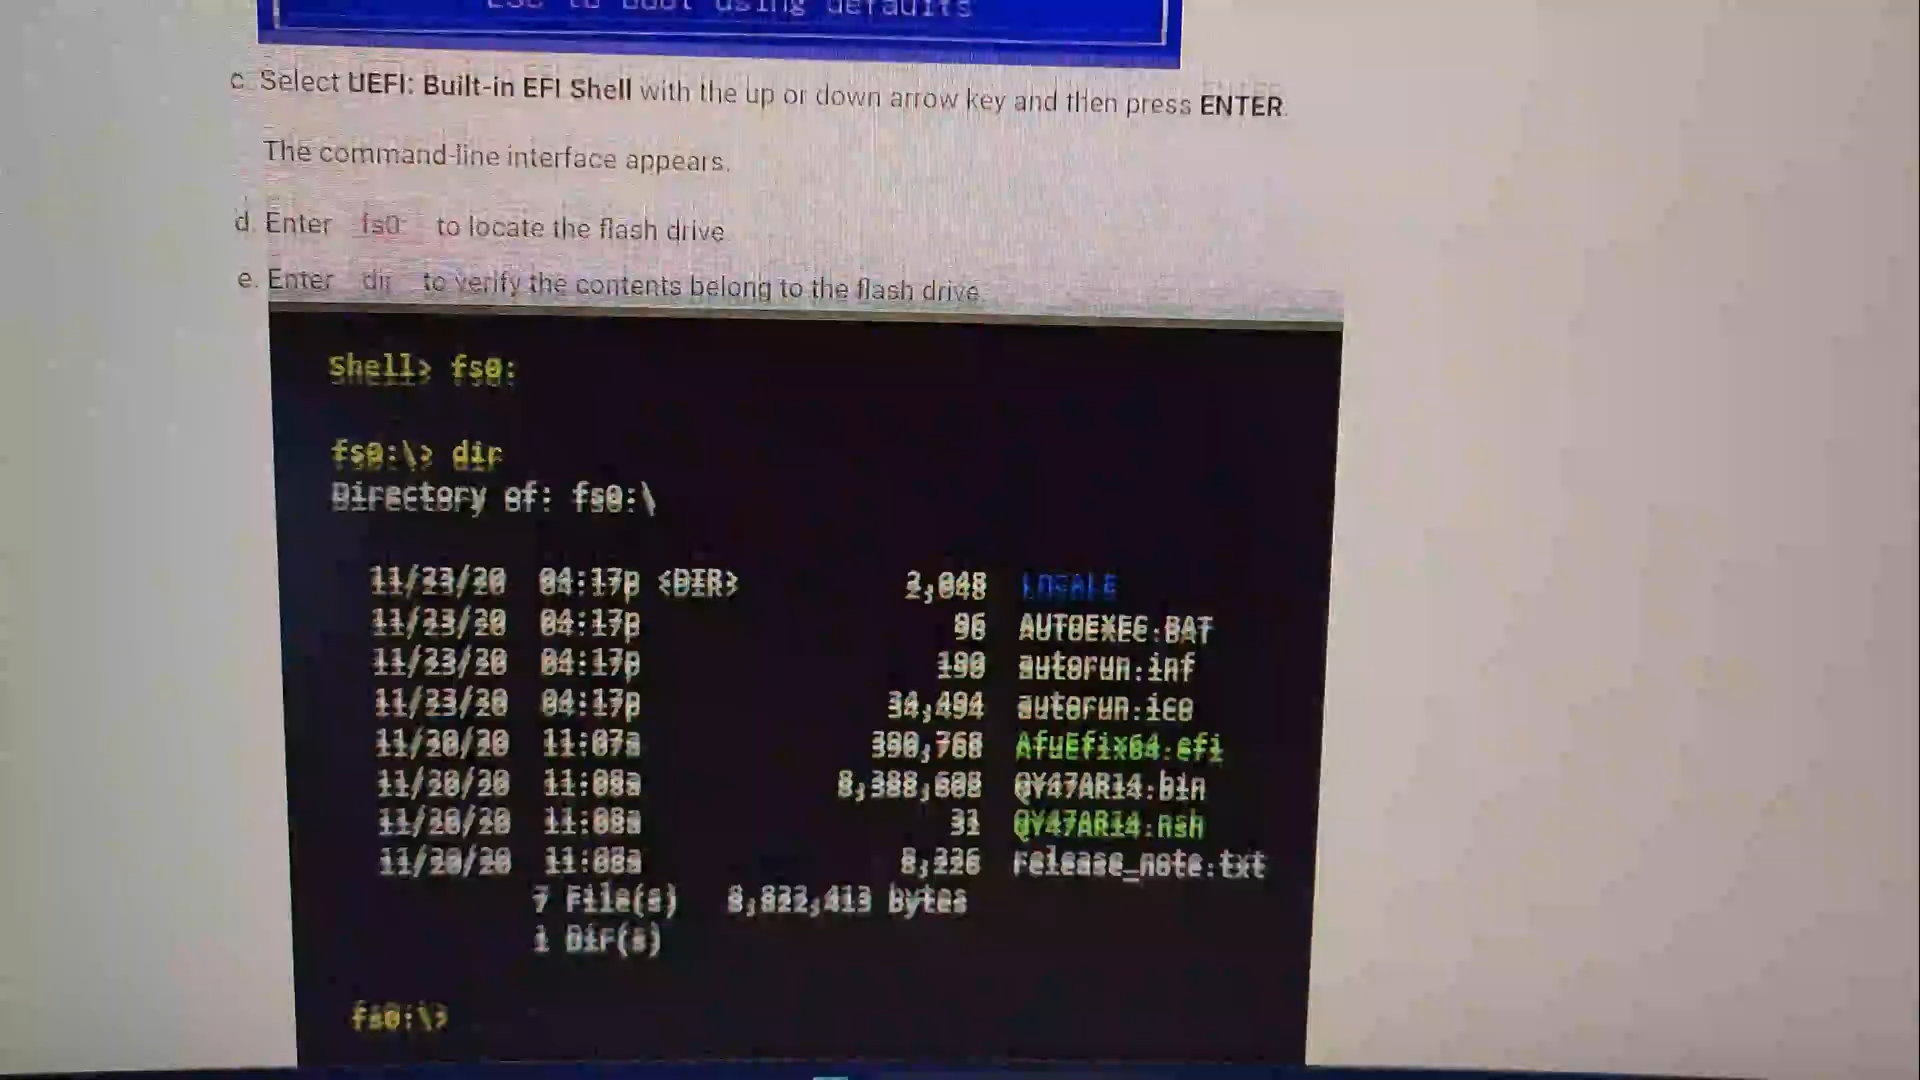 ESC to boot using defaults
c. Select UEFI: Built-in EFI Shell with the up or down arrow key and then press ENTER.
The command-line interface appears.
d. Enter fs0: to locate the flash drive.
e. Enter dir to verify the contents belong to the flash drive.
Shell> fs0:
fs0:\> dir
Directory of: fs0:\
11/23/20 04:17p <DIR> 2,048 LOCALE
11/23/20 04:17p 96 AUTOEXEC.BAT
11/23/20 04:17p 190 autorun.inf
11/23/20 04:17p 34,494 autorun.ico
11/20/20 11:07a 390,768 AfuEfix64.efi
11/20/20 11:08a 8,388,608 QY47AR14.bin
11/20/20 11:08a 31 QY47AR14.nsh
11/20/20 11:08a 8,226 release_note.txt
7 File(s) 8,822,413 bytes
1 Dir(s)
fs0:\>